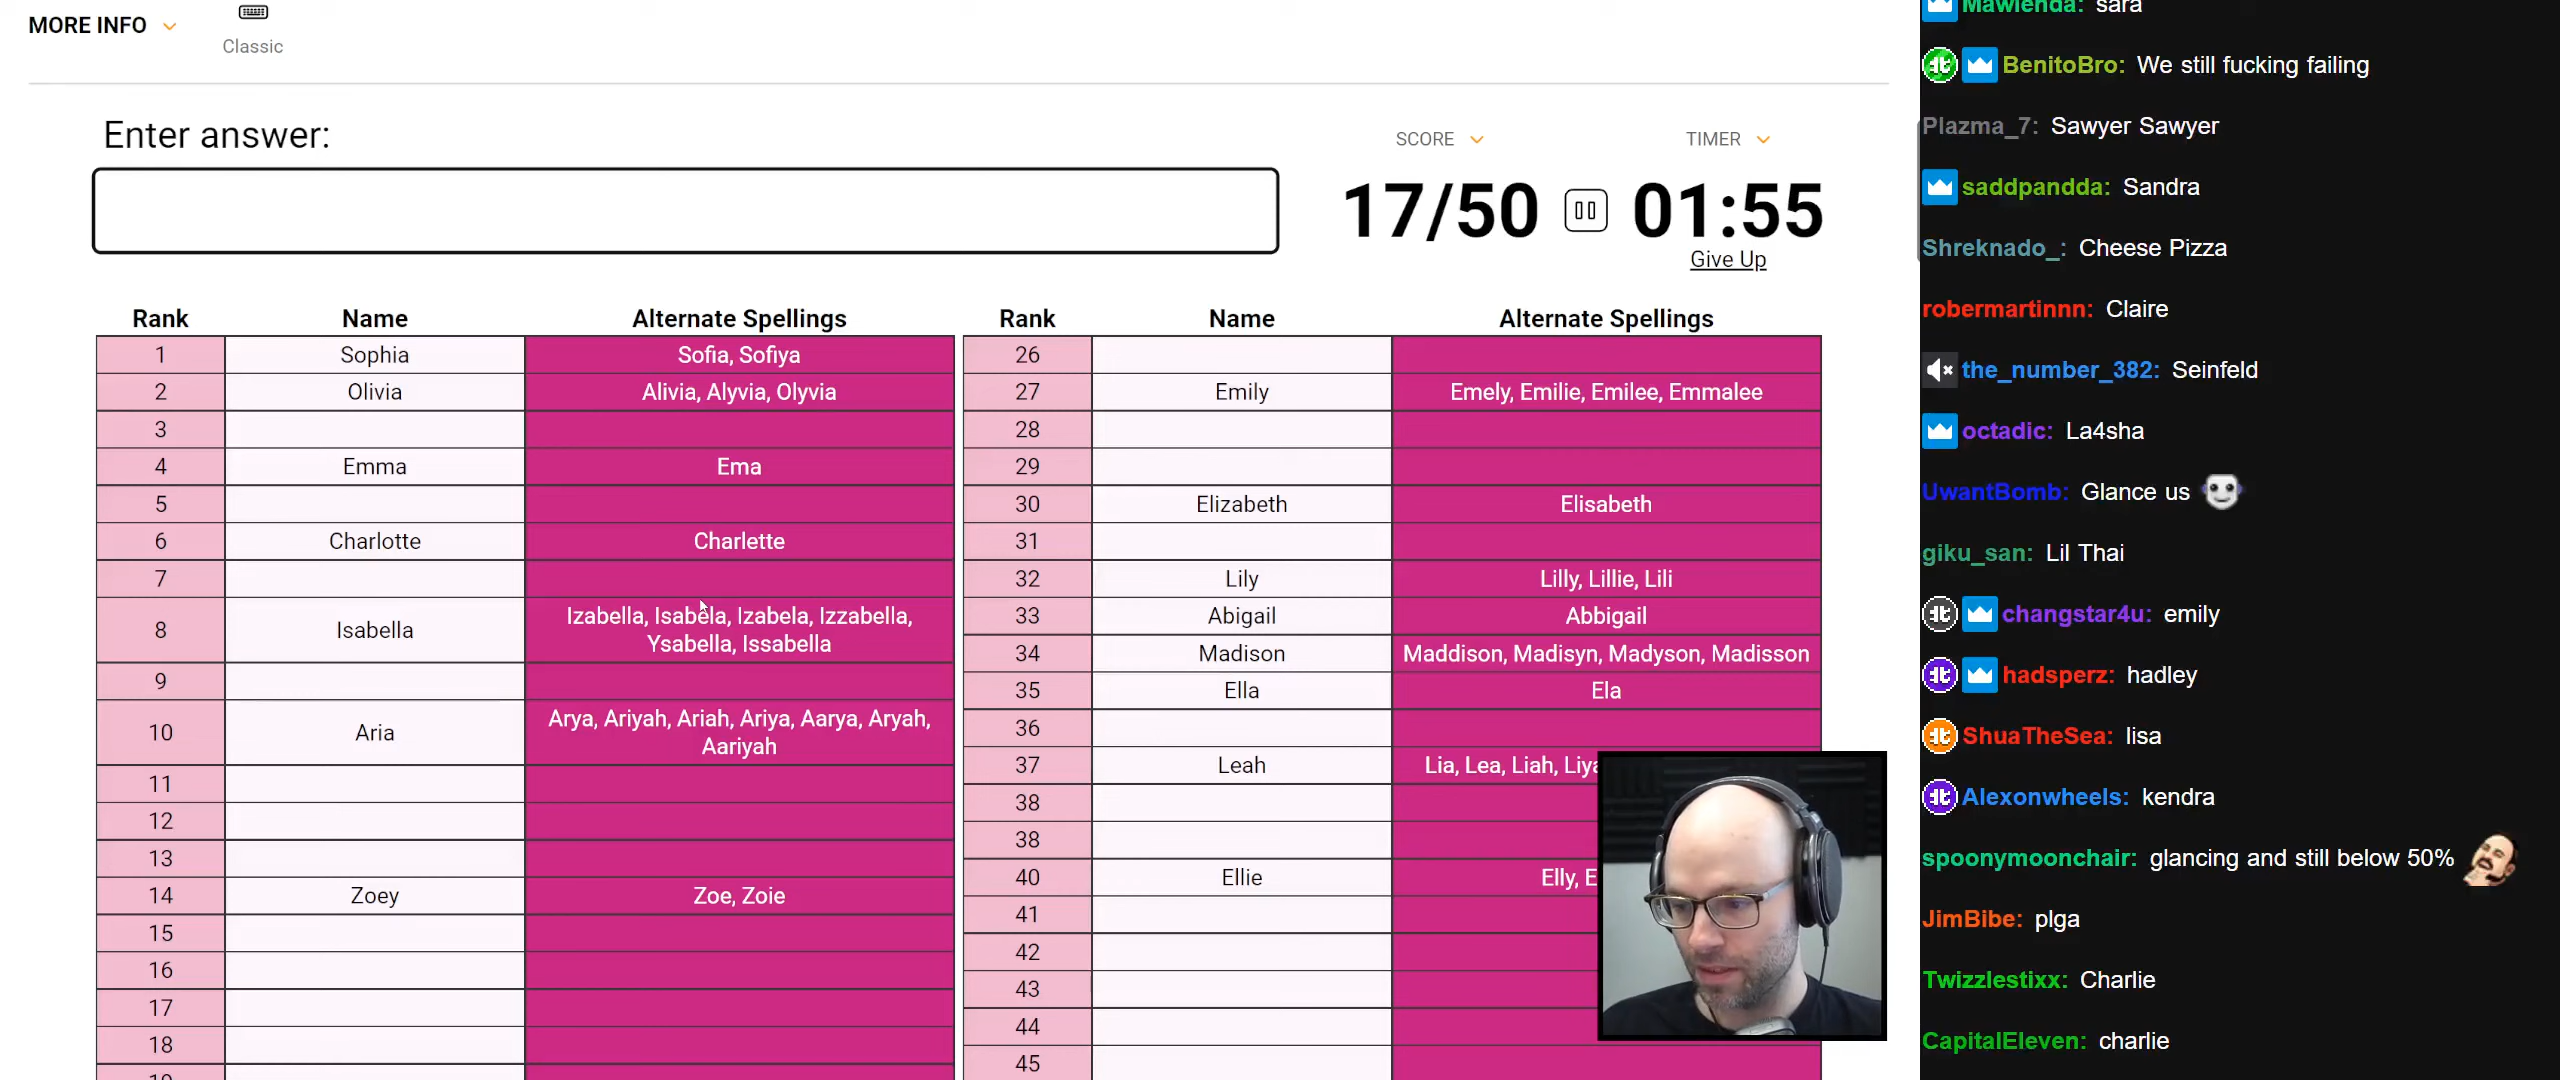 MORE INFO
Classic
Enter answer:
SCORE
TIMER
17/50
01:55
Give Up
Rank Name Alternate Spellings
1 Sophia Sofia, Sofiya
2 Olivia Alivia, Alyvia, Olyvia
3
4 Emma Ema
5
6 Charlotte Charlette
7
8 Isabella Izabella, Isabela, Izabela, Izzabella,
Ysabella, Issabella
9
10 Aria Arya, Ariyah, Ariah, Ariya, Aarya, Aryah,
Aariyah
11
12
13
14 Zoey Zoe, Zoie
15
16
17
18
Rank Name Alternate Spellings
26
27 Emily Emely, Emilie, Emilee, Emmalee
28
29
30 Elizabeth Elisabeth
31
32 Lily Lilly, Lillie, Lili
33 Abigail Abbigail
34 Madison Maddison, Madisyn, Madyson, Madisson
35 Ella Ela
36
37 Leah Lia, Lea, Liah, Liya
38
38
40 Ellie Elly, E
41
42
43
44
45
Mawlenda: sara
BenitoBro: We still fucking failing
Plazma_7: Sawyer Sawyer
saddpandda: Sandra
Shreknado_: Cheese Pizza
robermartinnn: Claire
the_number_382: Seinfeld
octadic: La4sha
UwantBomb: Glance us
giku_san: Lil Thai
changstar4u: emily
hadsperz: hadley
ShuaTheSea: lisa
Alexonwheels: kendra
spoonymoonchair: glancing and still below 50%
JimBibe: plga
Twizzlestixx: Charlie
CapitalEleven: charlie